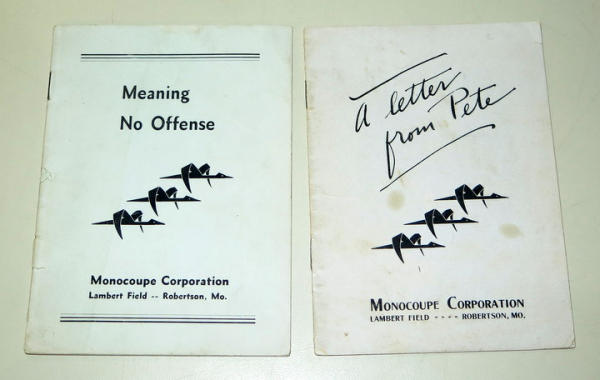 Meaning
No Offense
Monocoupe Corporation
Lambert Field -- Robertson, Mo.
A letter
from Pete
MONOCOUPE CORPORATION
LAMBERT FIELD ---- ROBERTSON, MO.